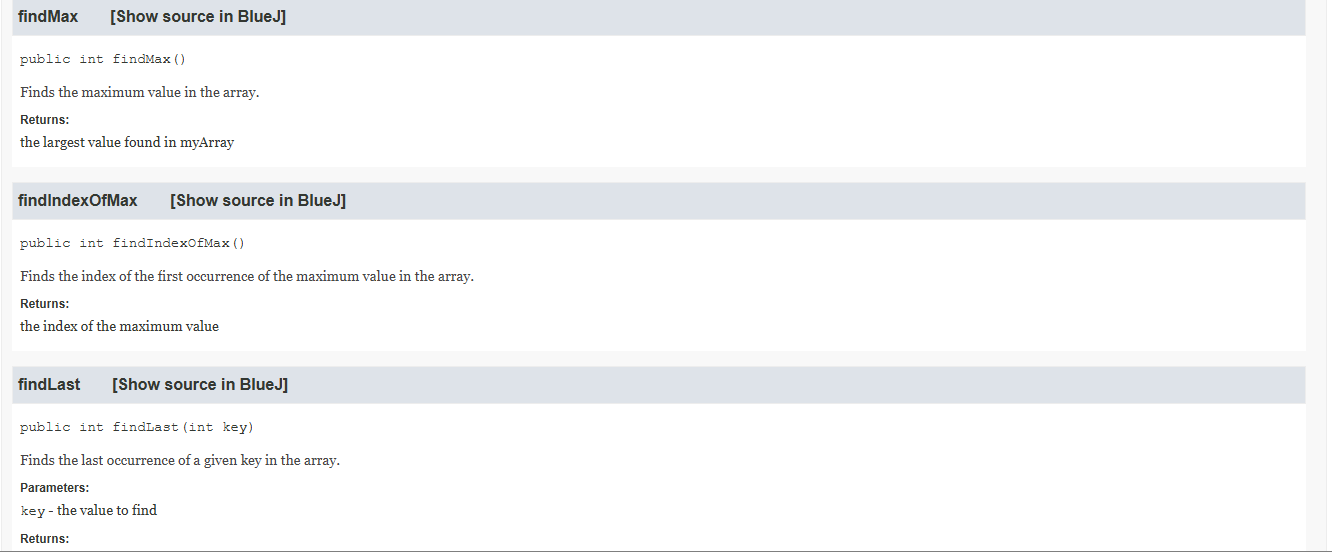 findMax [Show source in BlueJ]
public int findMax()
Finds the maximum value in the array.
Returns:
the largest value found in myArray
findIndexOfMax [Show source in BlueJ]
public int findIndexOfMax()
Finds the index of the first occurrence of the maximum value in the array.
Returns:
the index of the maximum value
findLast [Show source in BlueJ]
public int findLast(int key)
Finds the last occurrence of a given key in the array.
Parameters:
key - the value to find
Returns: